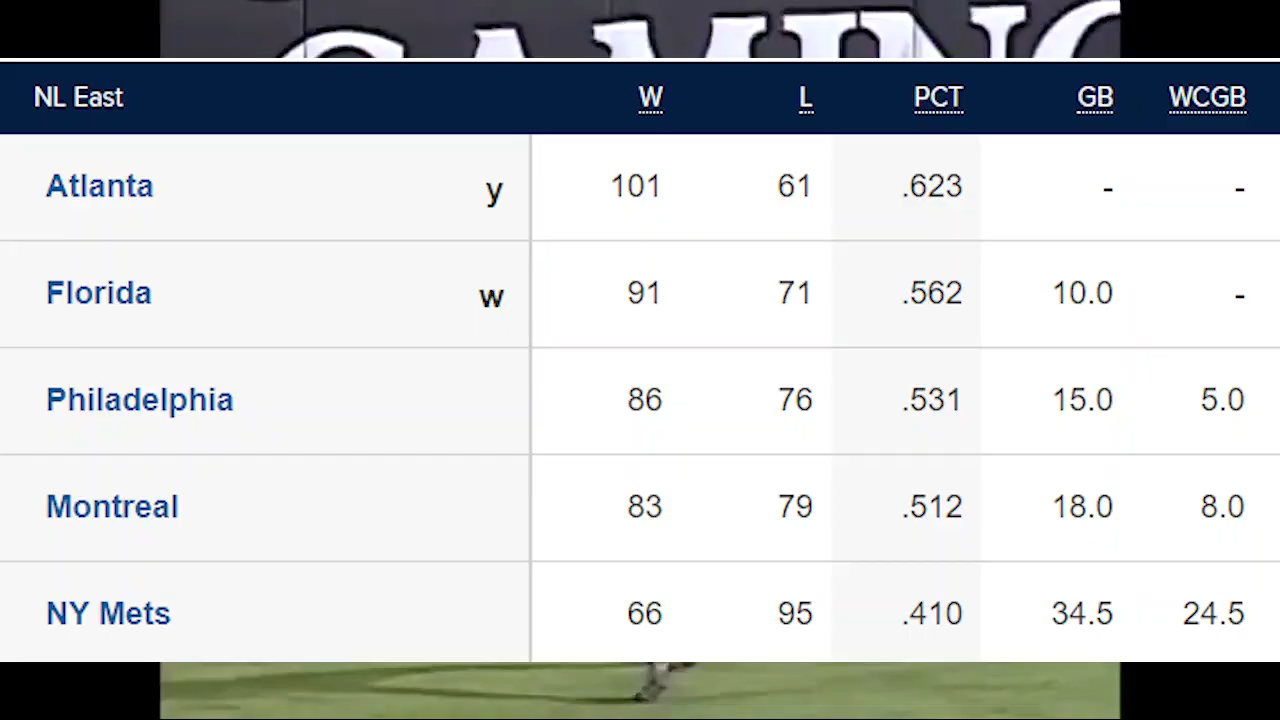 GAMING
NL East W L PCT GB WCGB
Atlanta y 101 61 .623 - -
Florida w 91 71 .562 10.0 -
Philadelphia 86 76 .531 15.0 5.0
Montreal 83 79 .512 18.0 8.0
NY Mets 66 95 .410 34.5 24.5